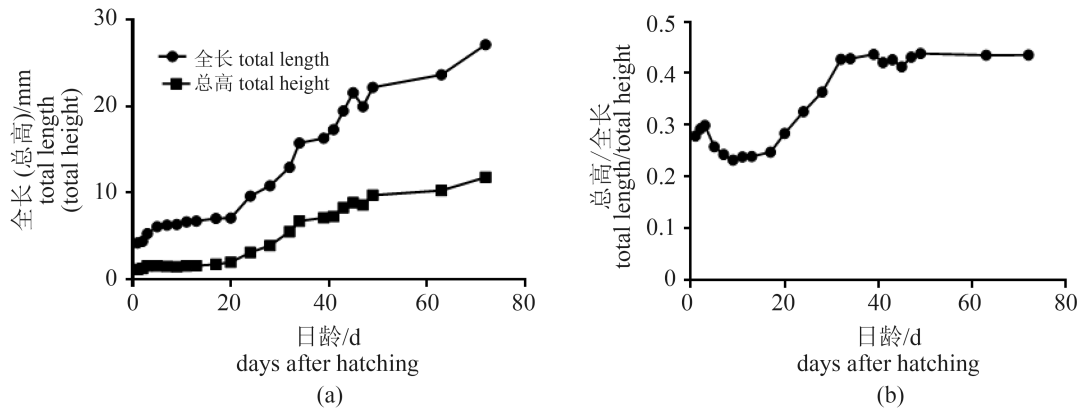 30
20
10
0
0
20
40
60
80
全长 total length
总高 total height
全长 (总高)/mm
total length
(total height)
日龄/d
days after hatching
(a)
0.5
0.4
0.3
0.2
0.1
0
0
20
40
60
80
总高/全长
total length/total height
日龄/d
days after hatching
(b)